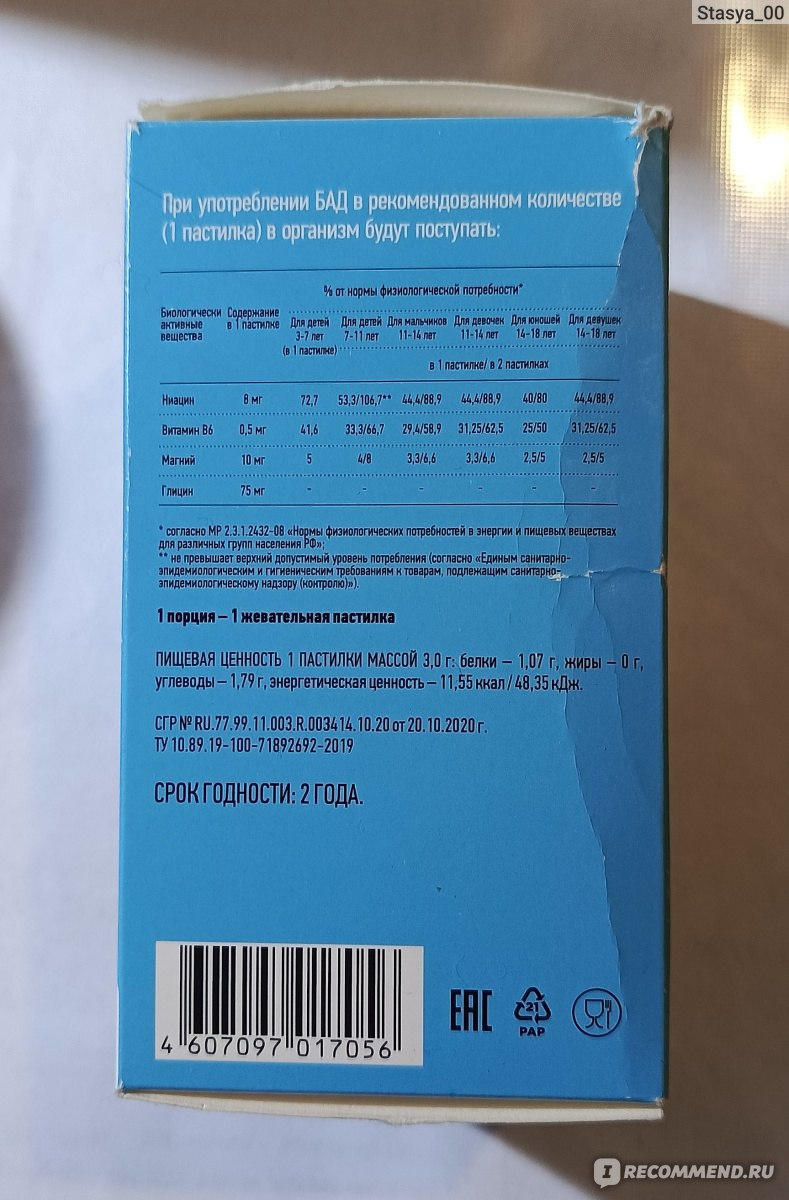 Stasya_00
При употреблении БАД в рекомендованном количестве
(1 пастилка) в организм будут поступать:
% от нормы физиологической потребности*
Биологически активные вещества Содержание в 1 пастилке Для детей 3-7 лет (в 1 пастилке) Для детей 7-11 лет Для мальчиков 11-14 лет Для девочек 11-14 лет Для юношей 14-18 лет Для девушек 14-18 лет
в 1 пастилке/ в 2 пастилках
Ниацин 8 мг 72,7 53,3/106,7** 44,4/88,9 44,4/88,9 40/80 44,4/88,9
Витамин B6 0,5 мг 41,6 33,3/66,7 29,4/58,9 31,25/62,5 25/50 31,25/62,5
Магний 10 мг 5 4/8 3,3/6,6 3,3/6,6 2,5/5 2,5/5
Глицин 75 мг - - - - - -
* согласно МР 2.3.1.2432-08 «Нормы физиологических потребностей в энергии и пищевых веществах
для различных групп населения РФ»;
** не превышает верхний допустимый уровень потребления (согласно «Единым санитарно-
эпидемиологическим и гигиеническим требованиям к товарам, подлежащим санитарно-
эпидемиологическому надзору (контролю)»).
1 порция – 1 жевательная пастилка
ПИЩЕВАЯ ЦЕННОСТЬ 1 ПАСТИЛКИ МАССОЙ 3,0 г: белки – 1,07 г, жиры – 0 г,
углеводы – 1,79 г, энергетическая ценность – 11,55 ккал / 48,35 кДж.
СГР № RU.77.99.11.003.R.003414.10.20 от 20.10.2020 г.
ТУ 10.89.19-100-71892692-2019
СРОК ГОДНОСТИ: 2 ГОДА.
4 607097 017056
ЕАС
21
PAP
IRECOMMEND.RU